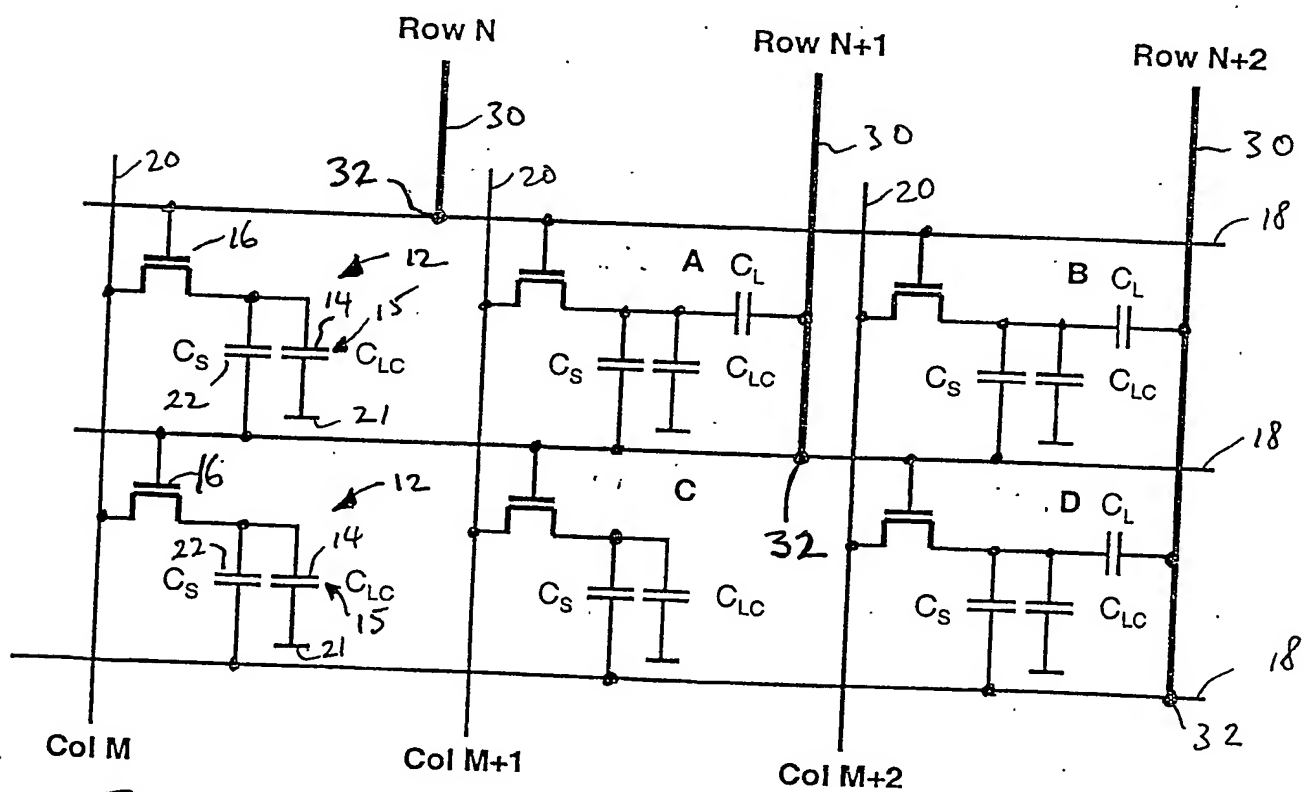 Row N
Row N+1
Row N+2
30
30
30
20
32
20
20
18
16
12
A
C_L
B
C_L
14
15
C_S
C_LC
C_S
C_LC
C_S
C_LC
22
21
18
16
12
C
32
D
C_L
22
14
C_S
C_LC
15
C_S
C_LC
C_S
C_LC
21
18
32
Col M
Col M+1
Col M+2